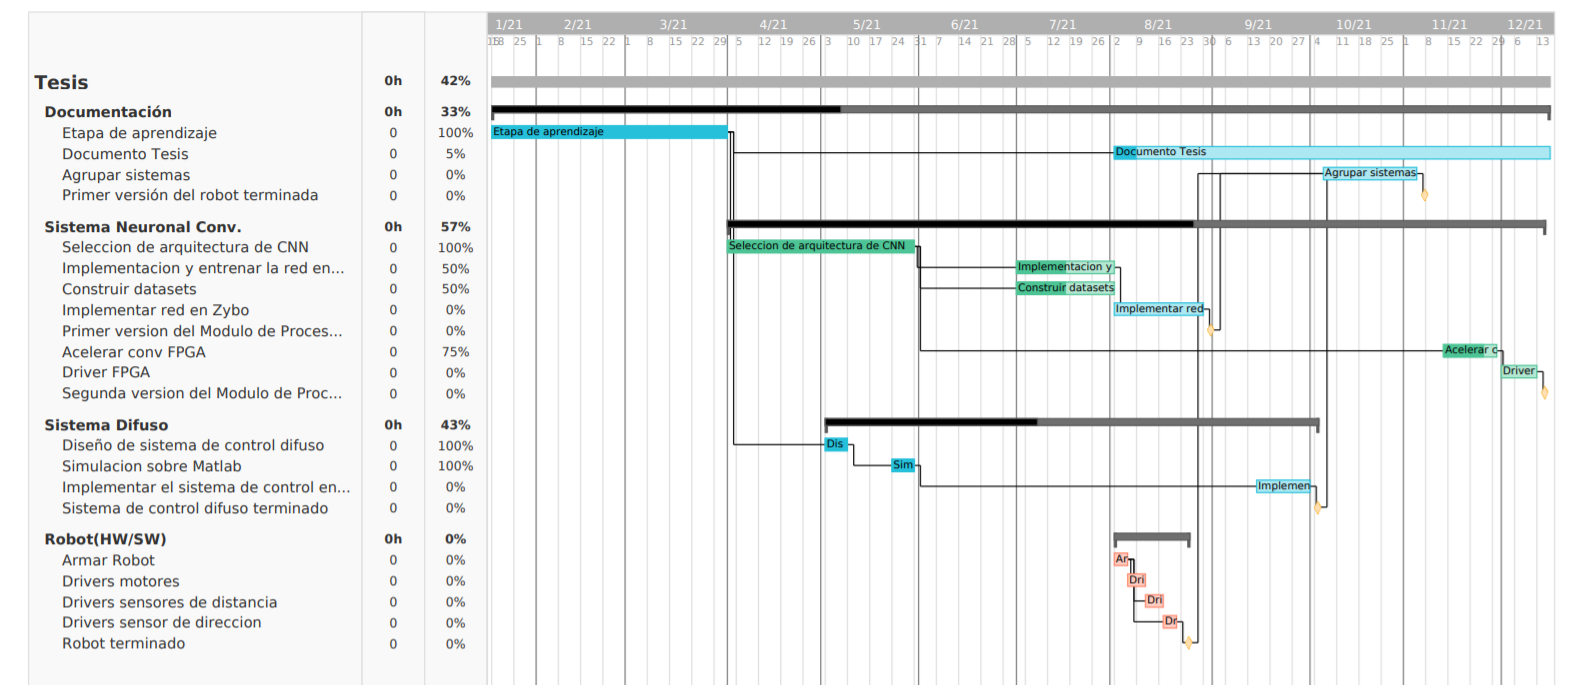 1/21 2/21 3/21 4/21 5/21 6/21 7/21 8/21 9/21 10/21 11/21 12/21
18 25 1 8 15 22 1 8 15 22 29 5 12 19 26 3 10 17 24 31 7 14 21 28 5 12 19 26 2 9 16 23 30 6 13 20 27 4 11 18 25 1 8 15 22 29 6 13
Tesis 0h 42%
Documentación 0h 33%
Etapa de aprendizaje 0 100% Etapa de aprendizaje
Documento Tesis 0 5% Documento Tesis
Agrupar sistemas 0 0% Agrupar sistemas
Primer versión del robot terminada 0 0%
Sistema Neuronal Conv. 0h 57%
Seleccion de arquitectura de CNN 0 100% Seleccion de arquitectura de CNN
Implementacion y entrenar la red en... 0 50% Implementacion y
Construir datasets 0 50% Construir datasets
Implementar red en Zybo 0 0% Implementar red
Primer version del Modulo de Proces... 0 0%
Acelerar conv FPGA 0 75% Acelerar c
Driver FPGA 0 0% Driver
Segunda version del Modulo de Proc... 0 0%
Sistema Difuso 0h 43%
Diseño de sistema de control difuso 0 100% Dis
Simulacion sobre Matlab 0 100% Sim
Implementar el sistema de control en... 0 0% Implemen
Sistema de control difuso terminado 0 0%
Robot(HW/SW) 0h 0%
Armar Robot 0 0% Ar
Drivers motores 0 0% Dri
Drivers sensores de distancia 0 0% Dri
Drivers sensor de direccion 0 0% Dr
Robot terminado 0 0%